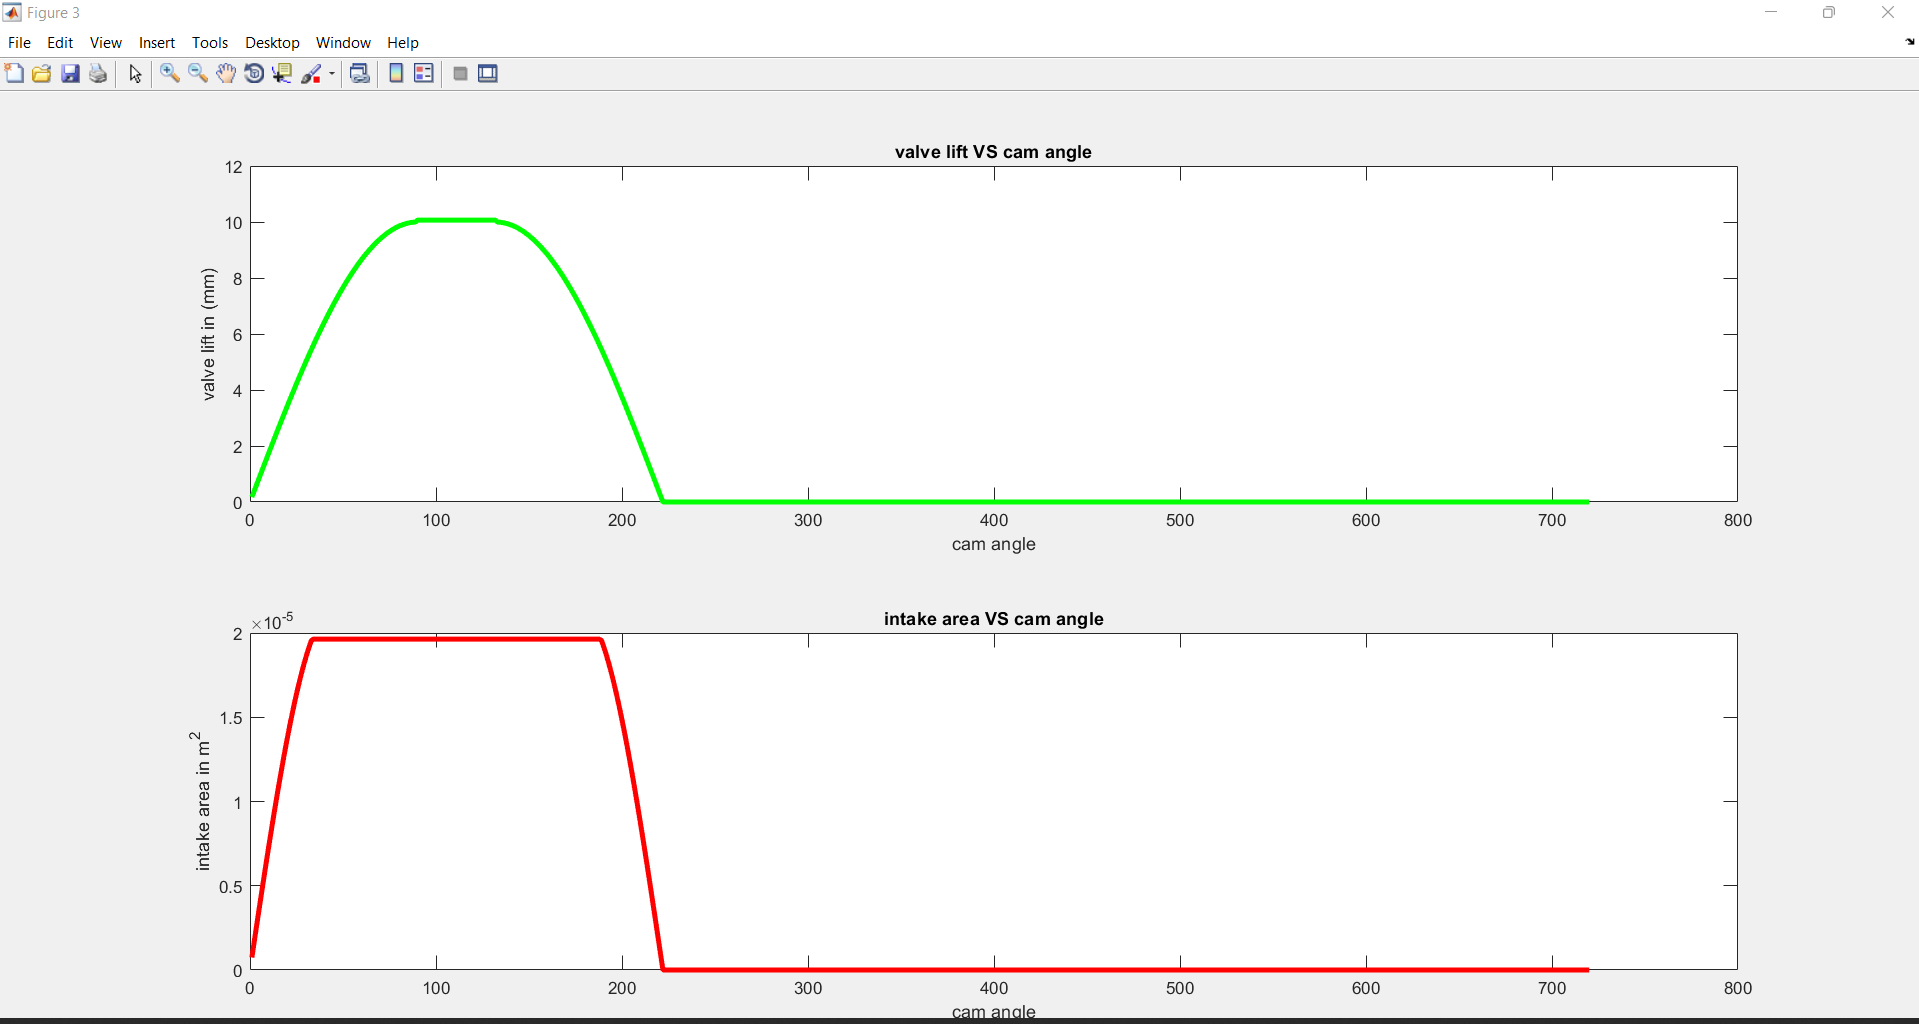 Figure 3
File Edit View Insert Tools Desktop Window Help
valve lift VS cam angle
12
10
8
6
4
2
0
valve lift in (mm)
0 100 200 300 400 500 600 700 800
cam angle
×10-5
intake area VS cam angle
2
1.5
1
0.5
0
intake area in m2
0 100 200 300 400 500 600 700 800
cam angle